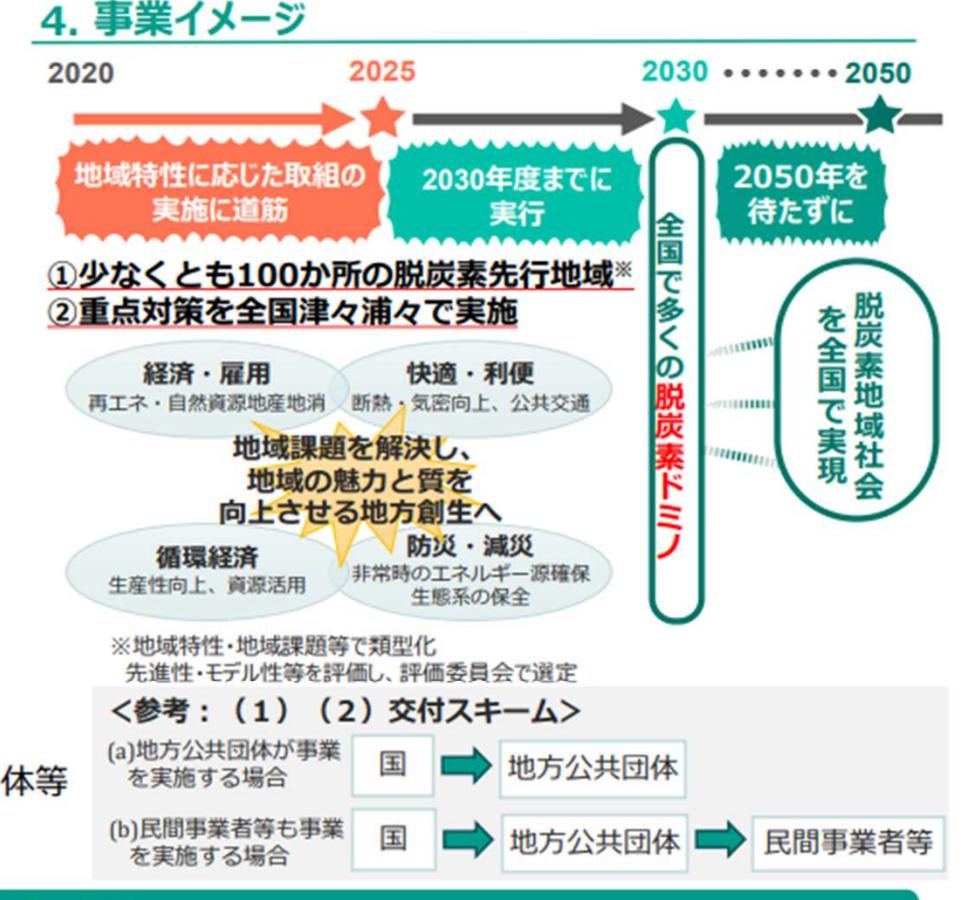 4. 事業イメージ
2020
2025
2030
2050
地域特性に応じた取組の
実施に道筋
2030年度までに
実行
2050年を
待たずに
①少なくとも100か所の脱炭素先行地域※
②重点対策を全国津々浦々で実施
経済・雇用
再エネ・自然資源地産地消
快適・利便
断熱・気密向上、公共交通
地域課題を解決し、
地域の魅力と質を
向上させる地方創生へ
循環経済
生産性向上、資源活用
防災・減災
非常時のエネルギー源確保
生態系の保全
全国で多くの脱炭素ドミノ
脱炭素地域社会
を全国で実現
※地域特性・地域課題等で類型化
先進性・モデル性等を評価し、評価委員会で選定
体等
＜参考：（１）（２）交付スキーム＞
(a)地方公共団体が事業
を実施する場合
国
地方公共団体
(b)民間事業者等も事業
を実施する場合
国
地方公共団体
民間事業者等